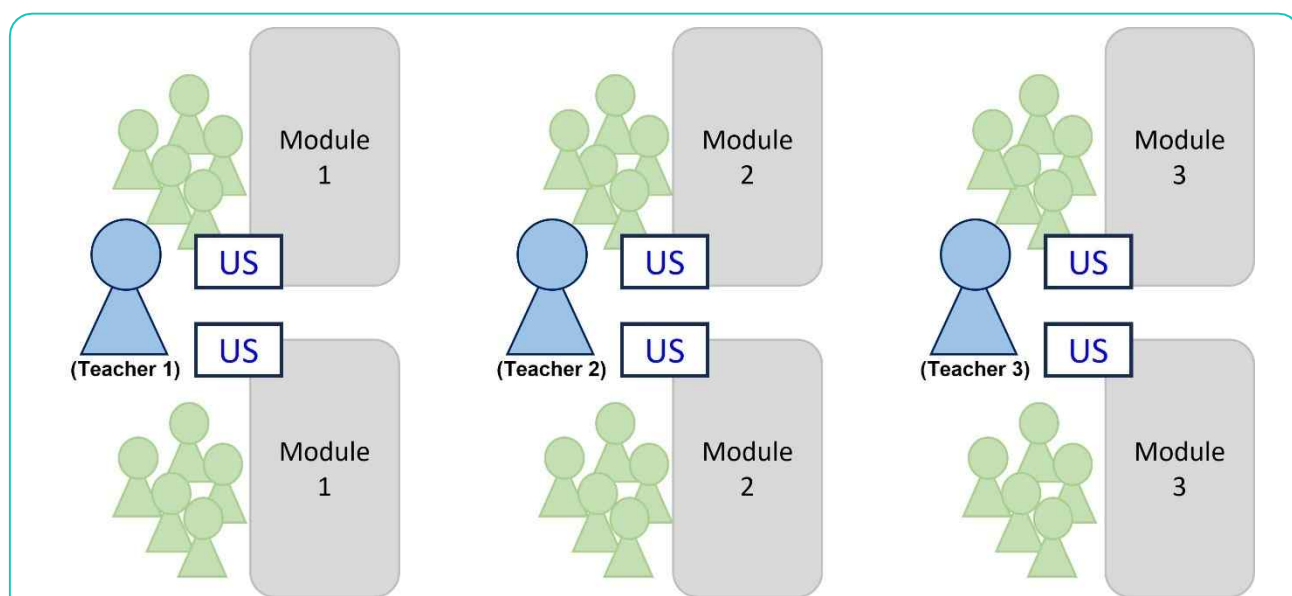 Module
1
Module
2
Module
3
US
US
US
US
US
US
(Teacher 1)
(Teacher 2)
(Teacher 3)
Module
1
Module
2
Module
3